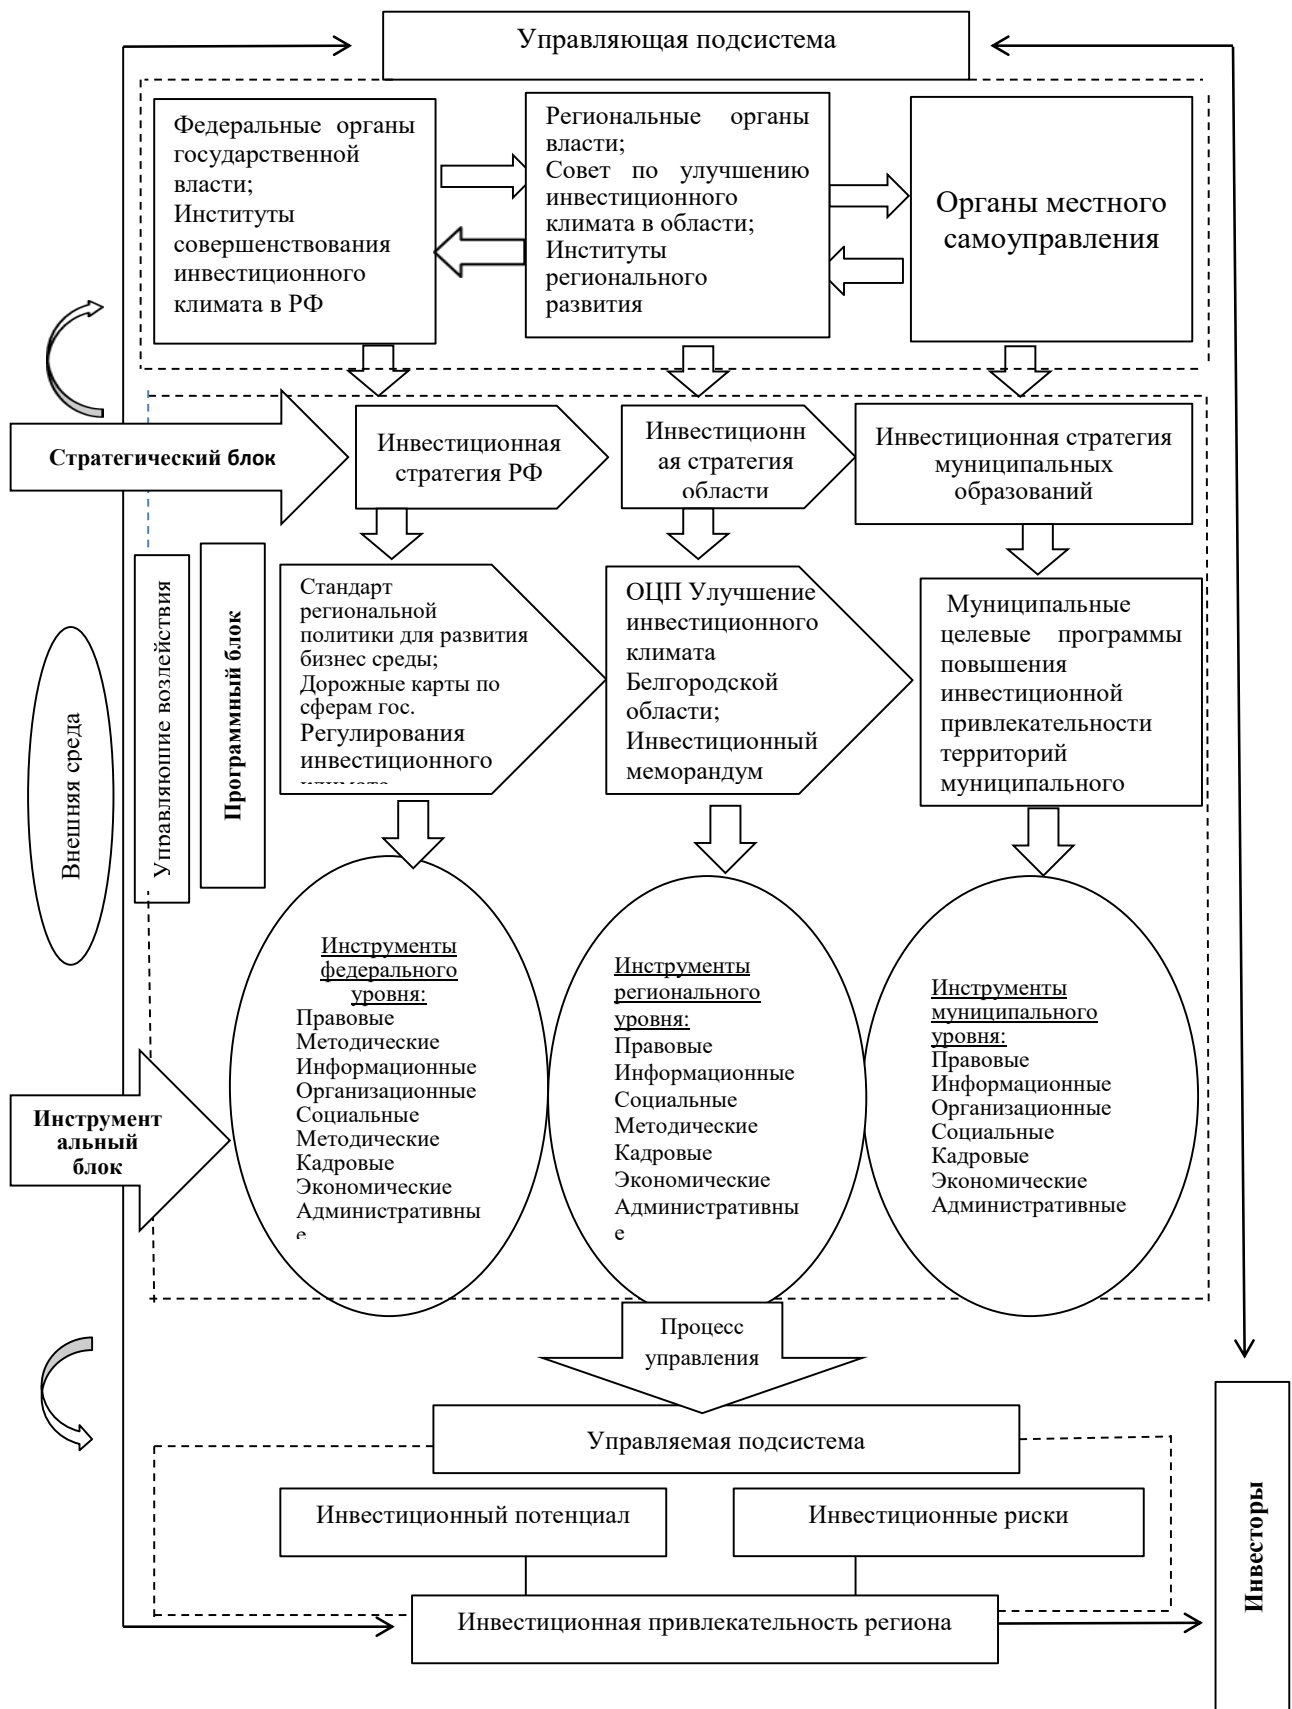 Управляющая подсистема
Федеральные органы
государственной
власти;
Институты
совершенствования
инвестиционного
климата в РФ
Региональные органы
власти;
Совет по улучшению
инвестиционного
климата в области;
Институты
регионального
развития
Органы местного
самоуправления
Стратегический блок
Инвестиционная
стратегия РФ
Инвестиционн
ая стратегия
области
Инвестиционная стратегия
муниципальных
образований
Внешняя среда
Управляющие воздействия
Программный блок
Стандарт
региональной
политики для развития
бизнес среды;
Дорожные карты по
сферам гос.
Регулирования
инвестиционного
климата
ОЦП Улучшение
инвестиционного
климата
Белгородской
области;
Инвестиционный
меморандум
Муниципальные
целевые программы
повышения
инвестиционной
привлекательности
территорий
муниципального
Инструмент
альный
блок
Инструменты
федерального
уровня:
Правовые
Методические
Информационные
Организационные
Социальные
Методические
Кадровые
Экономические
Административны
е
Инструменты
регионального
уровня:
Правовые
Информационные
Социальные
Методические
Кадровые
Экономические
Административны
е
Инструменты
муниципального
уровня:
Правовые
Информационные
Организационные
Социальные
Кадровые
Экономические
Административные
Процесс
управления
Управляемая подсистема
Инвестиционный потенциал
Инвестиционные риски
Инвестиционная привлекательность региона
Инвесторы